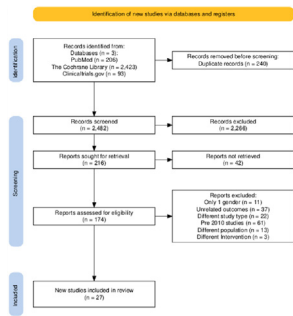 Identification of new studies via databases and registers
Identification
Records identified from:
Databases (n = 3):
PubMed (n = 206)
The Cochrane Library (n = 2,423)
Clinicaltrials.gov (n = 93)
Records removed before screening:
Duplicate records (n = 240)
Screening
Records screened
(n = 2,482)
Records excluded
(n = 2,266)
Reports sought for retrieval
(n = 216)
Reports not retrieved
(n = 42)
Reports assessed for eligibility
(n = 174)
Reports excluded:
Only 1 gender (n = 11)
Unrelated outcomes (n = 37)
Different study type (n = 22)
Pre 2010 studies (n = 61)
Different population (n = 13)
Different Intervention (n = 3)
Included
New studies included in review
(n = 27)